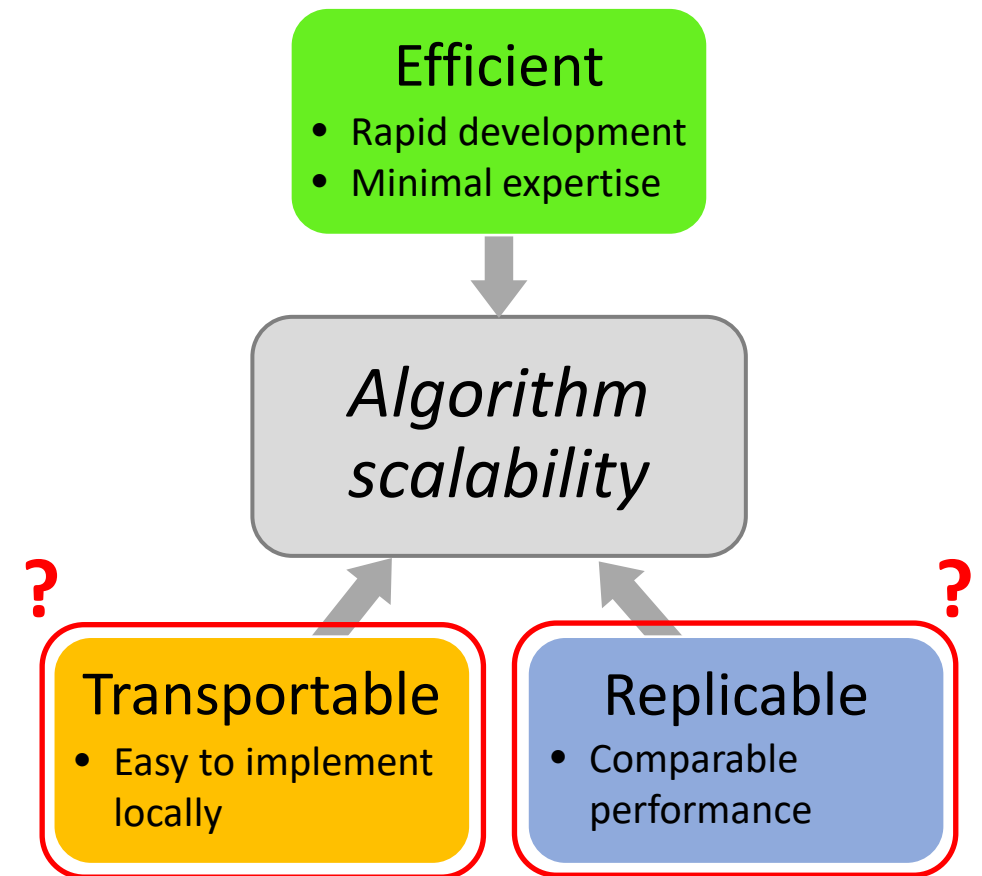 Efficient
• Rapid development
• Minimal expertise
Algorithm
scalability
?
?
Transportable
• Easy to implement
locally
Replicable
• Comparable
performance